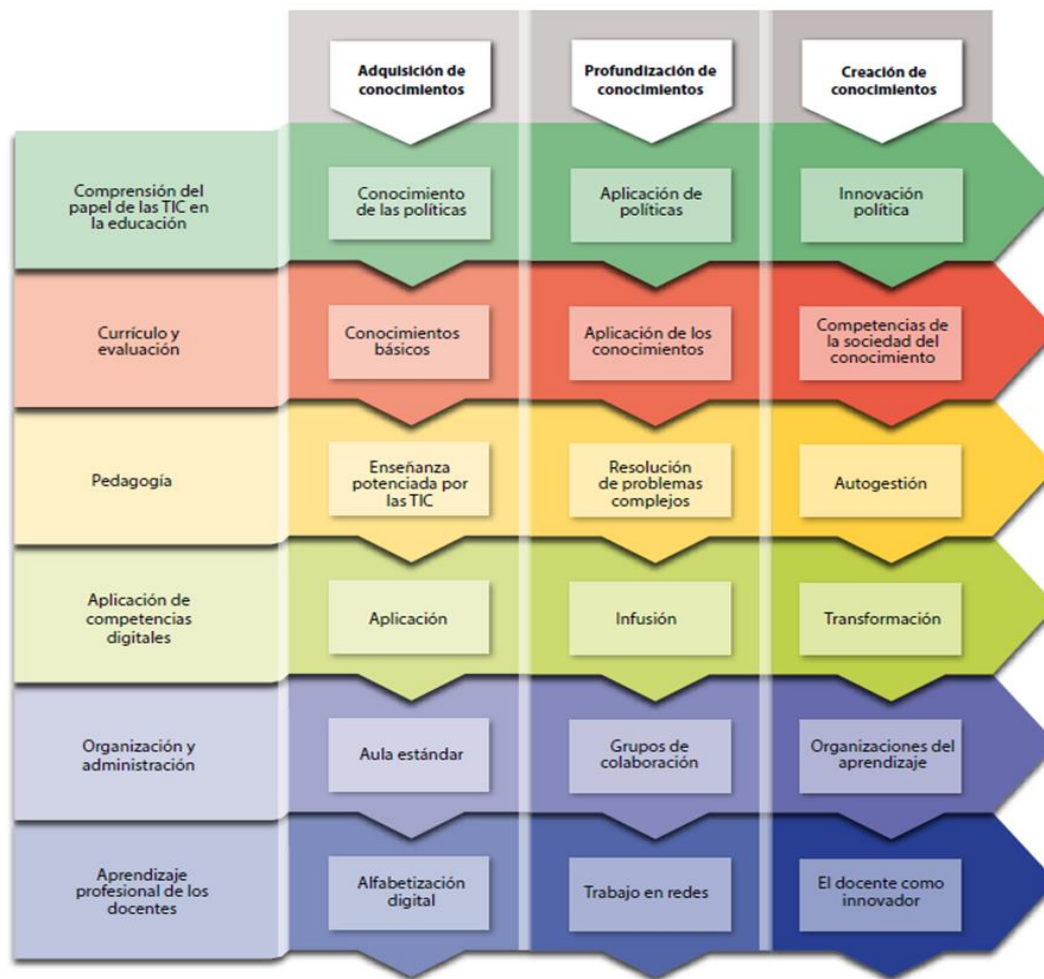 Adquisición de
conocimientos
Profundización de
conocimientos
Creación de
conocimientos
Comprensión del
papel de las TIC en
la educación
Conocimiento
de las políticas
Aplicación de
políticas
Innovación
política
Currículo y
evaluación
Conocimientos
básicos
Aplicación de los
conocimientos
Competencias de
la sociedad del
conocimiento
Pedagogía
Enseñanza
potenciada por
las TIC
Resolución
de problemas
complejos
Autogestión
Aplicación de
competencias
digitales
Aplicación
Infusión
Transformación
Organización y
administración
Aula estándar
Grupos de
colaboración
Organizaciones del
aprendizaje
Aprendizaje
profesional de los
docentes
Alfabetización
digital
Trabajo en redes
El docente como
innovador